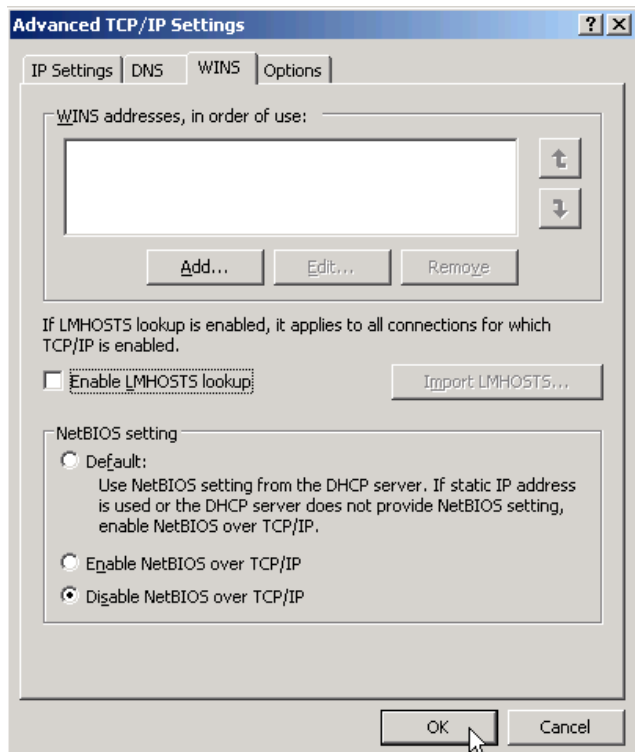 Advanced TCP/IP Settings
IP Settings DNS WINS Options
WINS addresses, in order of use:
Add... Edit... Remove
If LMHOSTS lookup is enabled, it applies to all connections for which
TCP/IP is enabled.
Enable LMHOSTS lookup Import LMHOSTS...
NetBIOS setting
Default:
Use NetBIOS setting from the DHCP server. If static IP address
is used or the DHCP server does not provide NetBIOS setting,
enable NetBIOS over TCP/IP.
Enable NetBIOS over TCP/IP
Disable NetBIOS over TCP/IP
OK Cancel